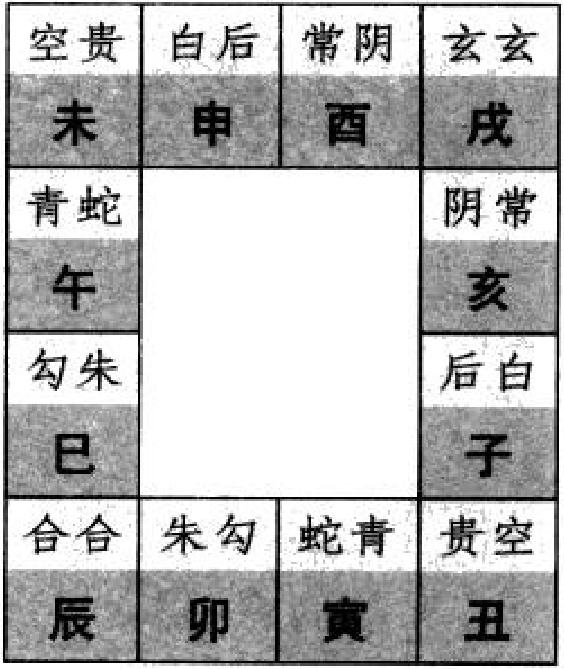 空贵 白后 常阴 玄玄
未 申 酉 戌
青蛇 阴常
午 亥
勾朱 后白
巳 子
合合 朱勾 蛇青 贵空
辰 卯 寅 丑